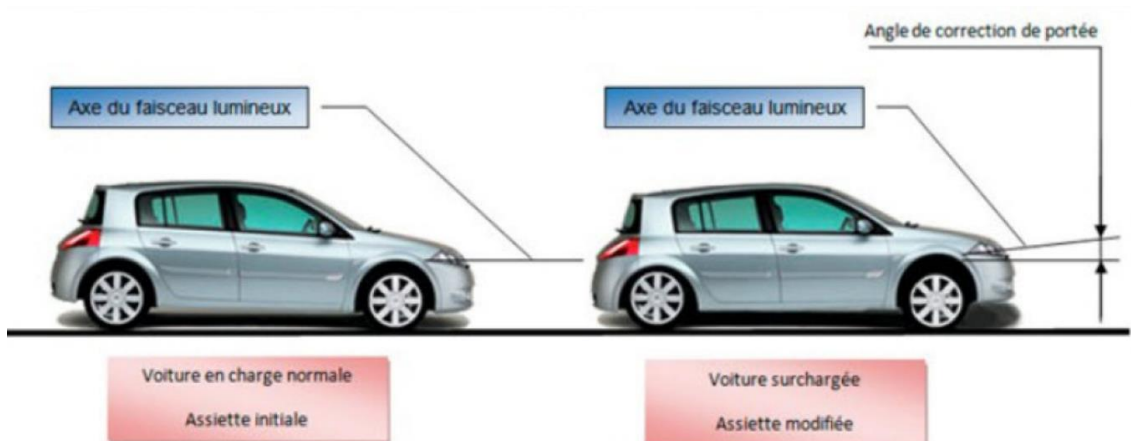 Angle de correction de portée
Axe du faisceau lumineux
Axe du faisceau lumineux
Voiture en charge normale
Assiette initiale
Voiture surchargée
Assiette modifiée